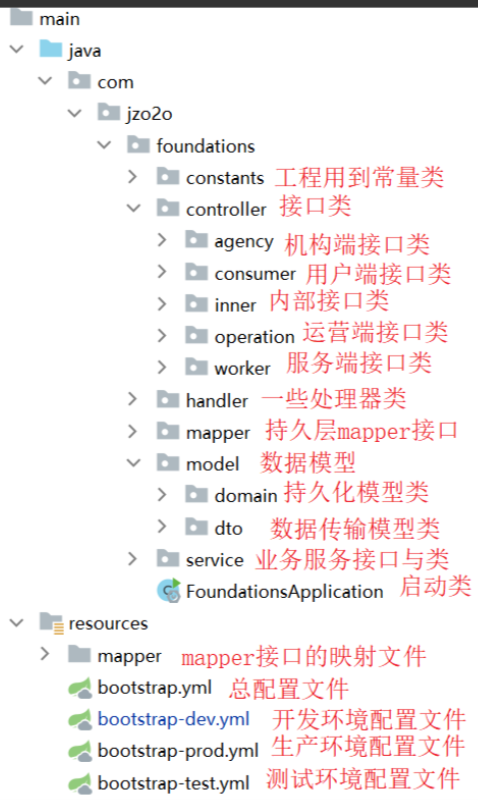 main
java
com
jzo2o
foundations
constants 工程用到常量类
controller 接口类
agency 机构端接口类
consumer 用户端接口类
inner 内部接口类
operation 运营端接口类
worker 服务端接口类
handler 一些处理器类
mapper 持久层mapper接口
model 数据模型
domain 持久化模型类
dto 数据传输模型类
service 业务服务接口与类
FoundationsApplication 启动类
resources
mapper mapper接口的映射文件
bootstrap.yml 总配置文件
bootstrap-dev.yml 开发环境配置文件
bootstrap-prod.yml 生产环境配置文件
bootstrap-test.yml 测试环境配置文件